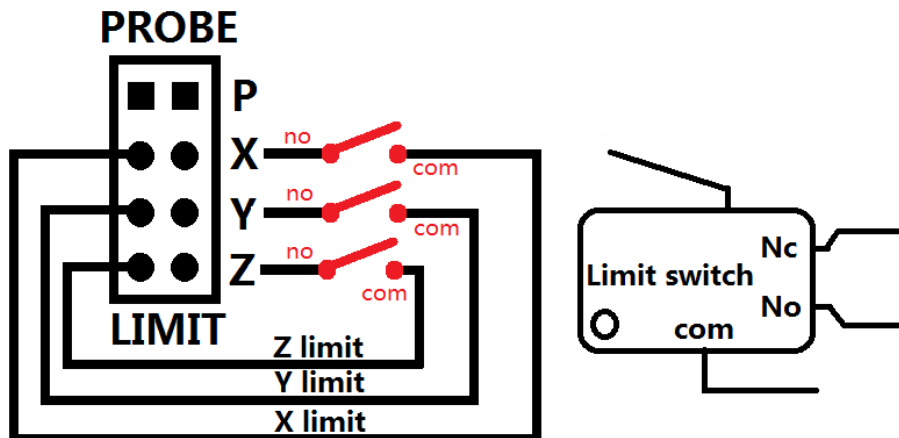 PROBE
P
X
no
com
Y
no
com
Z
no
com
LIMIT
Z limit
Y limit
X limit
Nc
Limit switch
No
com